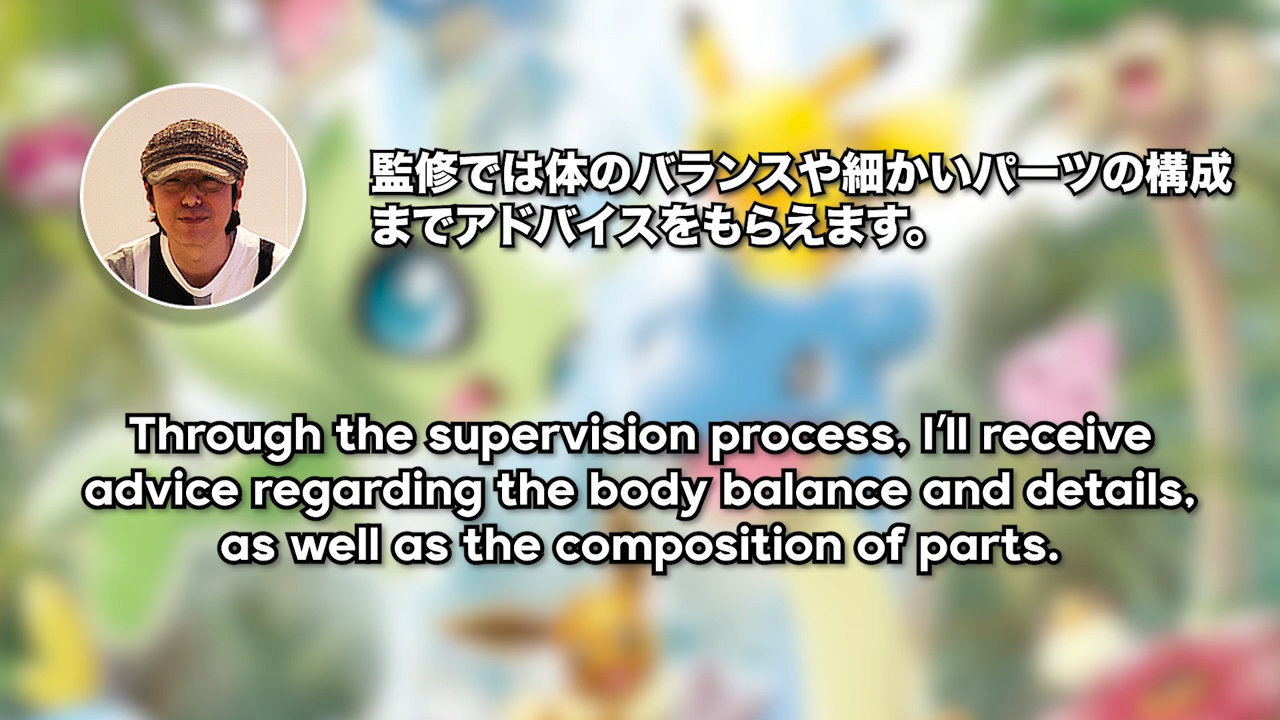 監修では体のバランスや細かいパーツの構成
までアドバイスをもらえます。
Through the supervision process, I'll receive
advice regarding the body balance and details,
as well as the composition of parts.